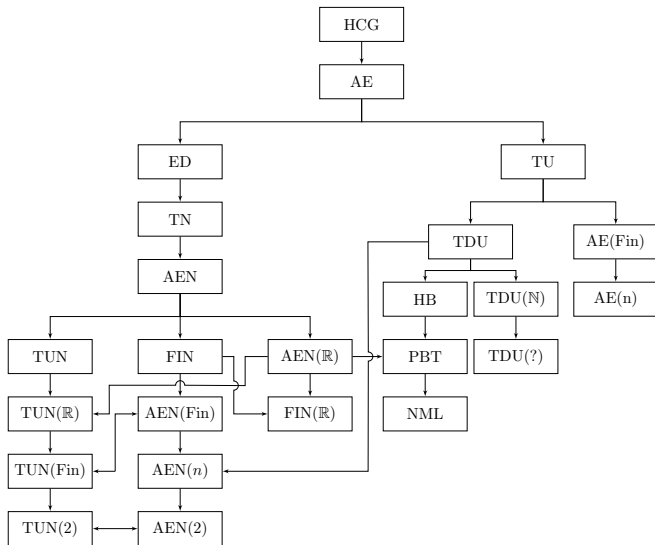 HCG
AE
ED
TU
TN
TDU
AE(Fin)
AEN
HB
TDU(ℕ)
AE(n)
TUN
FIN
AEN(ℝ)
PBT
TDU(?)
TUN(ℝ)
AEN(Fin)
FIN(ℝ)
NML
TUN(Fin)
AEN(n)
TUN(2)
AEN(2)